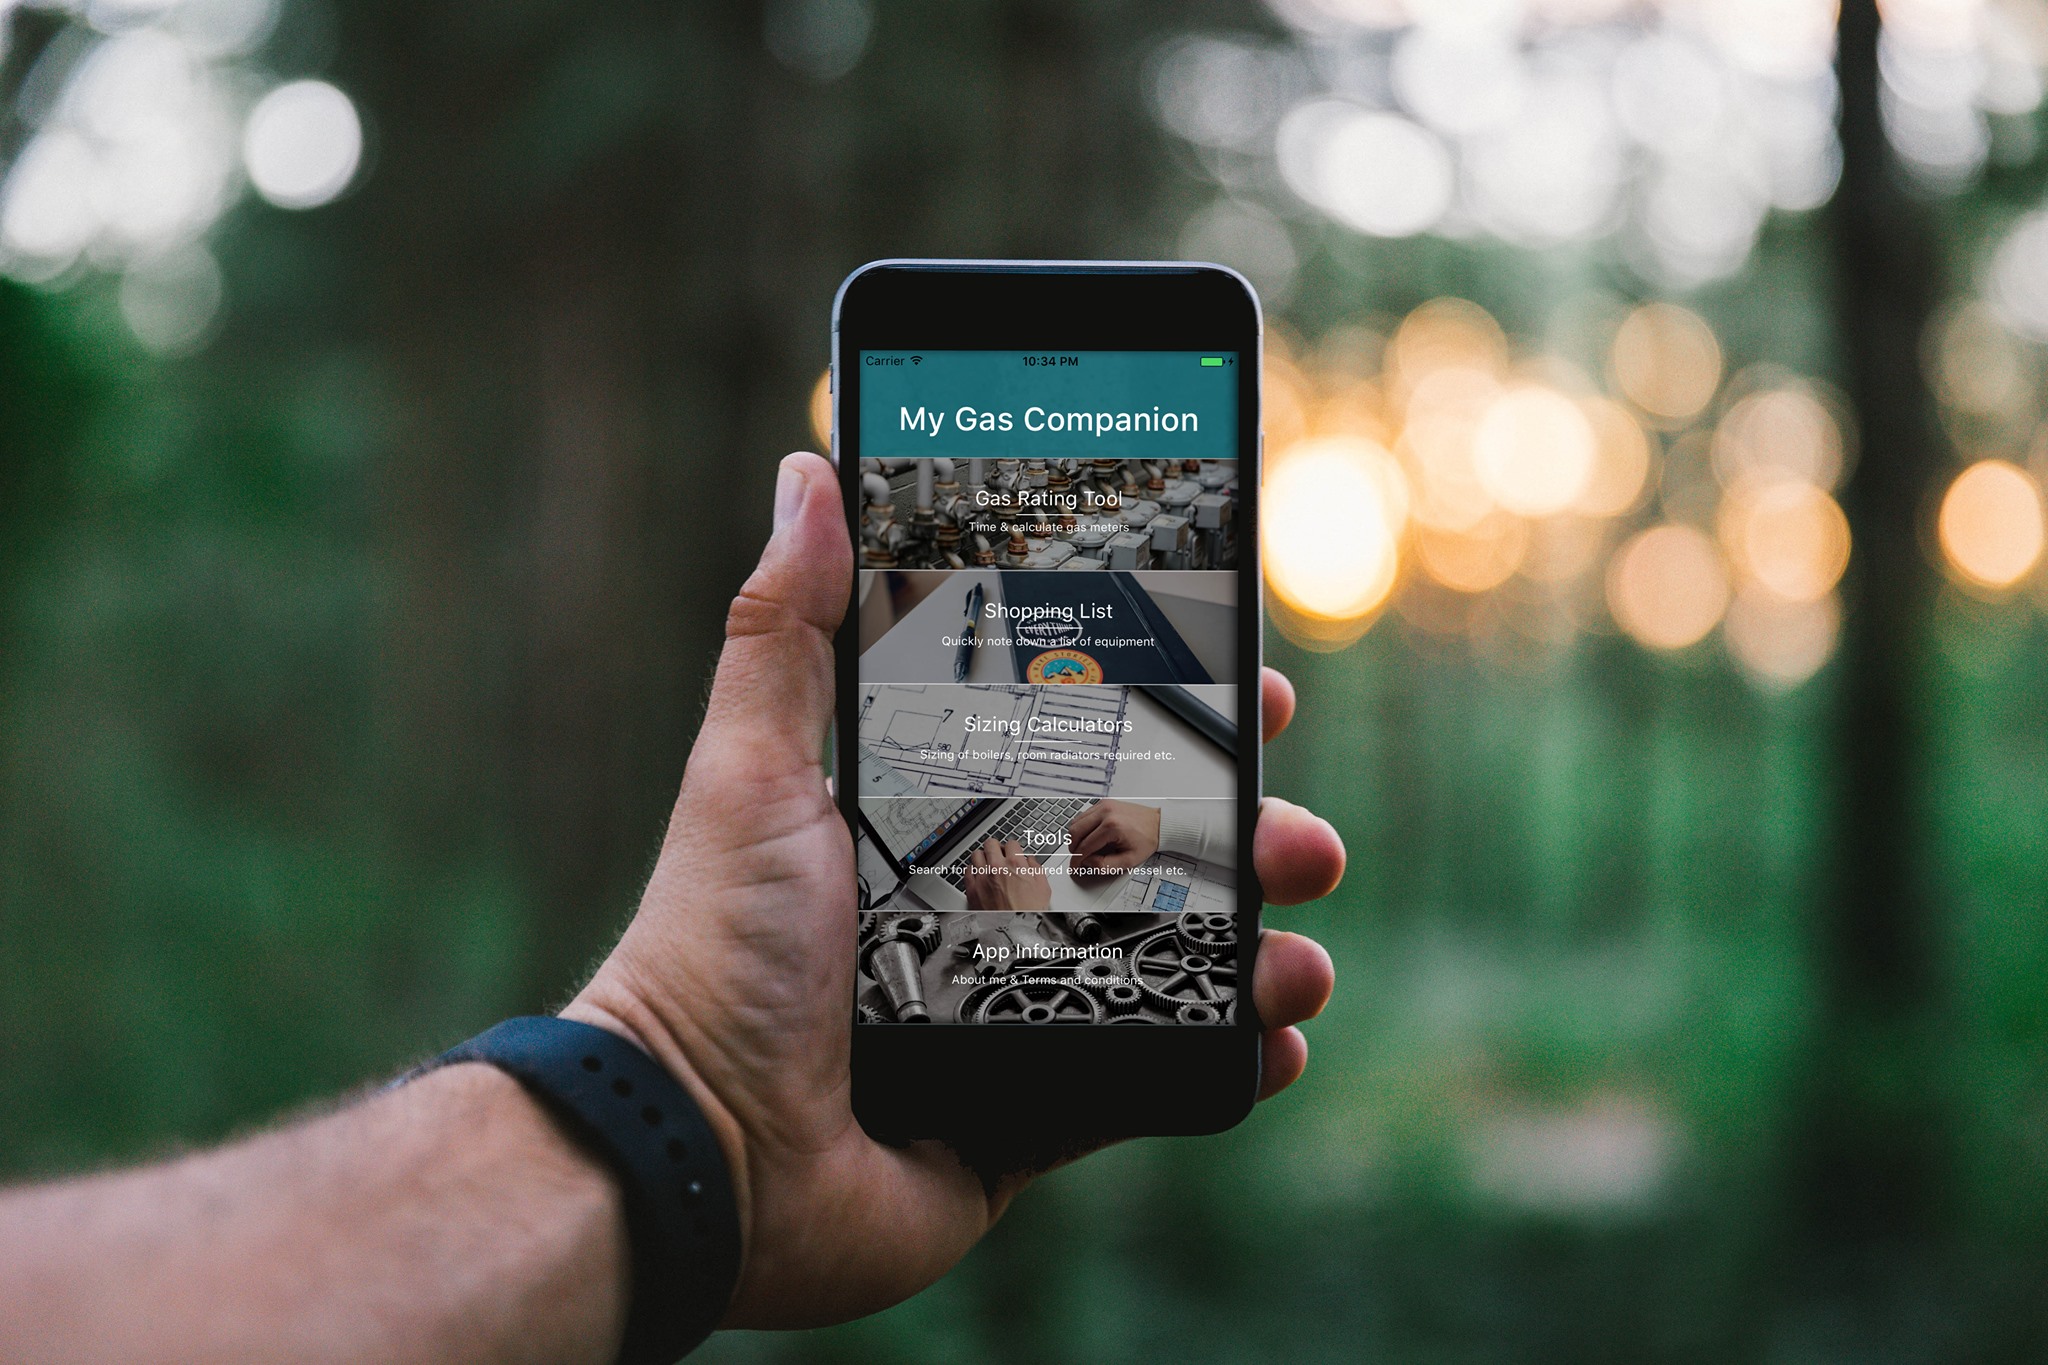 Carrier 10:34 PM
My Gas Companion
Gas Rating Tool
Time & calculate gas meters
Shopping List
EVERYTHING
Quickly note down a list of equipment
Sizing Calculators
Sizing of boilers, room radiators required etc.
Tools
Search for boilers, required expansion vessel etc.
App Information
About me & Terms and conditions